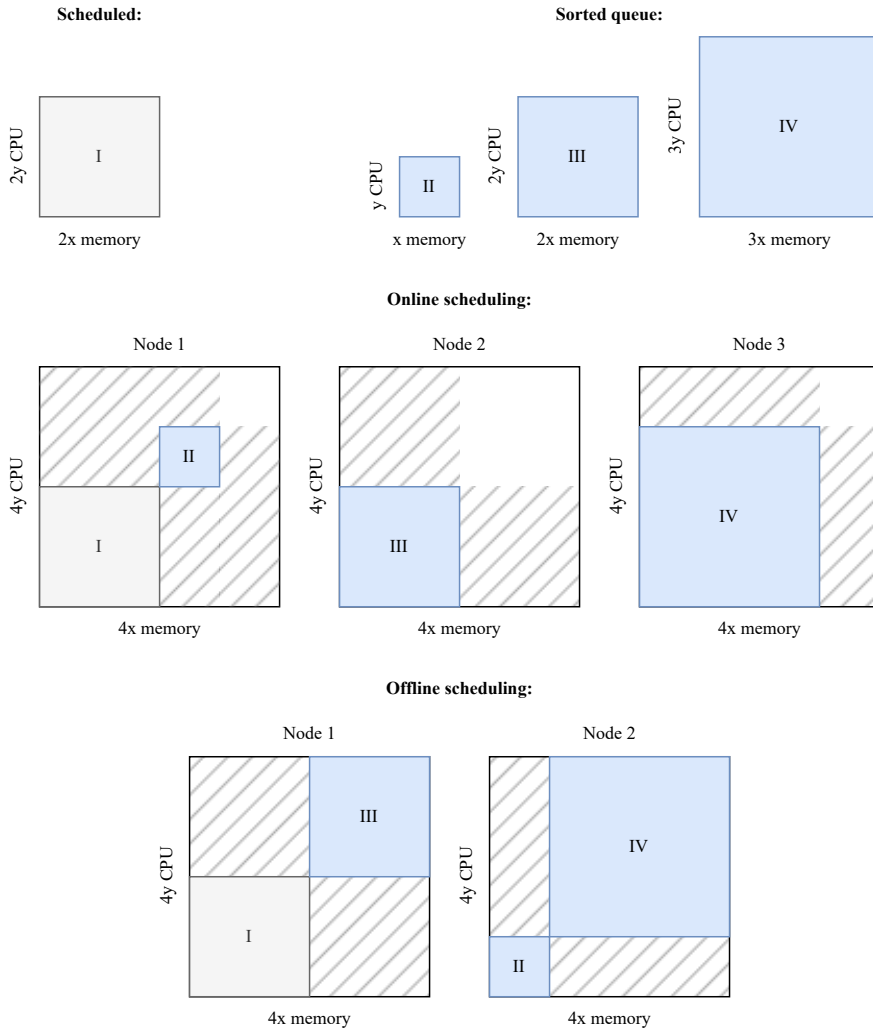 Scheduled:
Sorted queue:
2y CPU
I
2x memory
y CPU
II
x memory
2y CPU
III
2x memory
3y CPU
IV
3x memory
Online scheduling:
Node 1
Node 2
Node 3
4y CPU
I
II
4x memory
4y CPU
III
4x memory
4y CPU
IV
4x memory
Offline scheduling:
Node 1
Node 2
4y CPU
I
III
4x memory
4y CPU
II
IV
4x memory